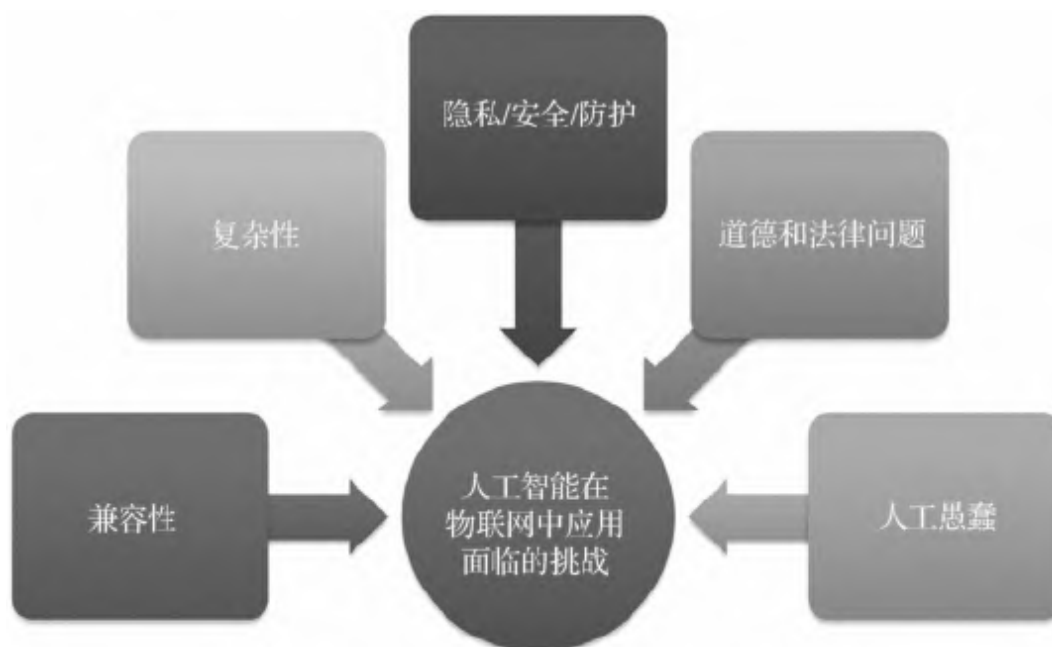 隐私/安全/防护
复杂性
道德和法律问题
兼容性
人工智能在
物联网中应用
面临的挑战
人工愚蠢